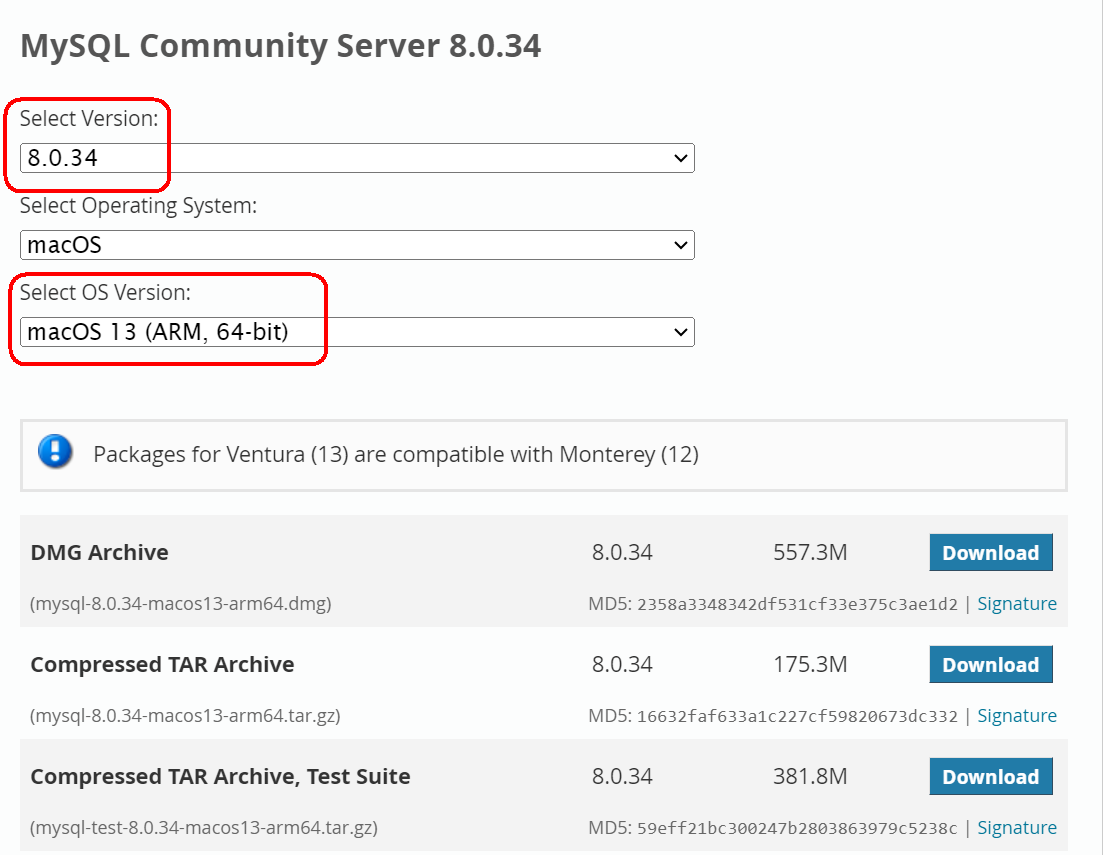 MySQL Community Server 8.0.34
Select Version:
8.0.34
Select Operating System:
macOS
Select OS Version:
macOS 13 (ARM, 64-bit)
Packages for Ventura (13) are compatible with Monterey (12)
DMG Archive 8.0.34 557.3M Download
(mysql-8.0.34-macos13-arm64.dmg) MD5: 2358a3348342df531cf33e375c3ae1d2 | Signature
Compressed TAR Archive 8.0.34 175.3M Download
(mysql-8.0.34-macos13-arm64.tar.gz) MD5: 16632faf633a1c227cf59820673dc332 | Signature
Compressed TAR Archive, Test Suite 8.0.34 381.8M Download
(mysql-test-8.0.34-macos13-arm64.tar.gz) MD5: 59eff21bc300247b2803863979c5238c | Signature